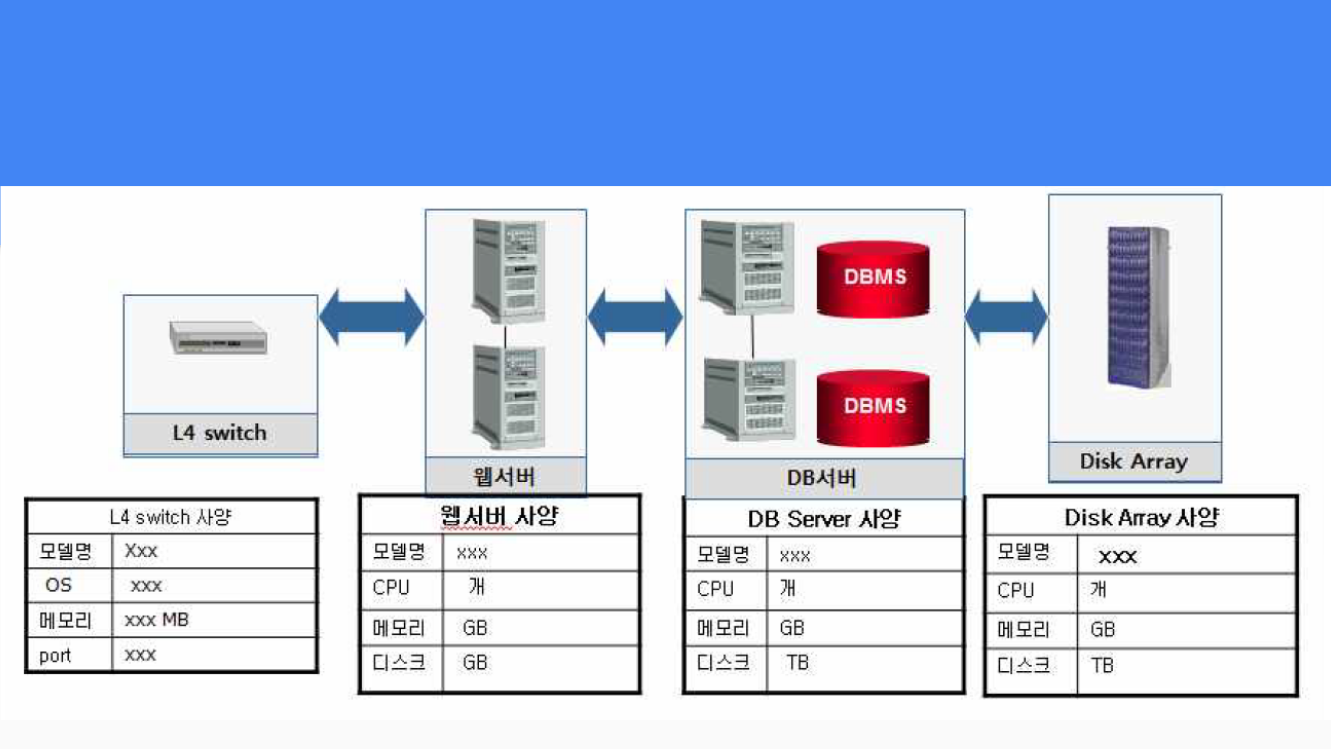 DBMS
DBMS
L4 switch
웹서버
DB서버
Disk Array
L4 switch 사양
모델명 Xxx
OS xxx
메모리 xxx MB
port xxx
웹서버 사양
모델명 xxx
CPU 개
메모리 GB
디스크 GB
DB Server 사양
모델명 xxx
CPU 개
메모리 GB
디스크 TB
Disk Array 사양
모델명 xxx
CPU 개
메모리 GB
디스크 TB